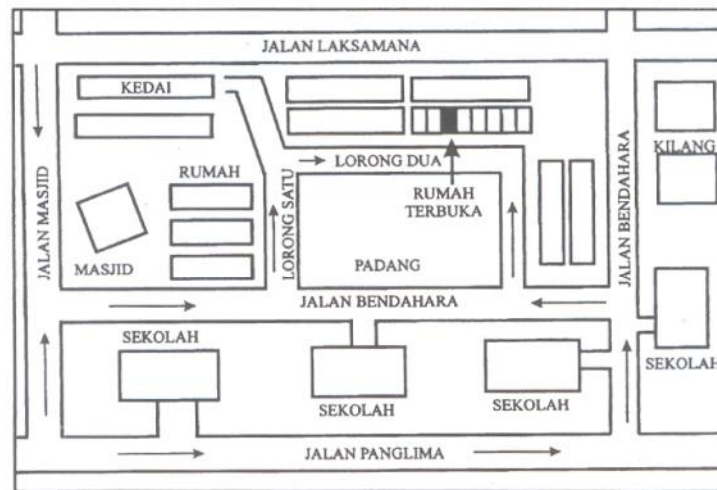 JALAN LAKSAMANA
KEDAI
KILANG
JALAN MASJID
RUMAH
LORONG SATU
LORONG DUA
RUMAH
TERBUKA
JALAN BENDAHARA
MASJID
PADANG
JALAN BENDAHARA
SEKOLAH
SEKOLAH
SEKOLAH
SEKOLAH
JALAN PANGLIMA